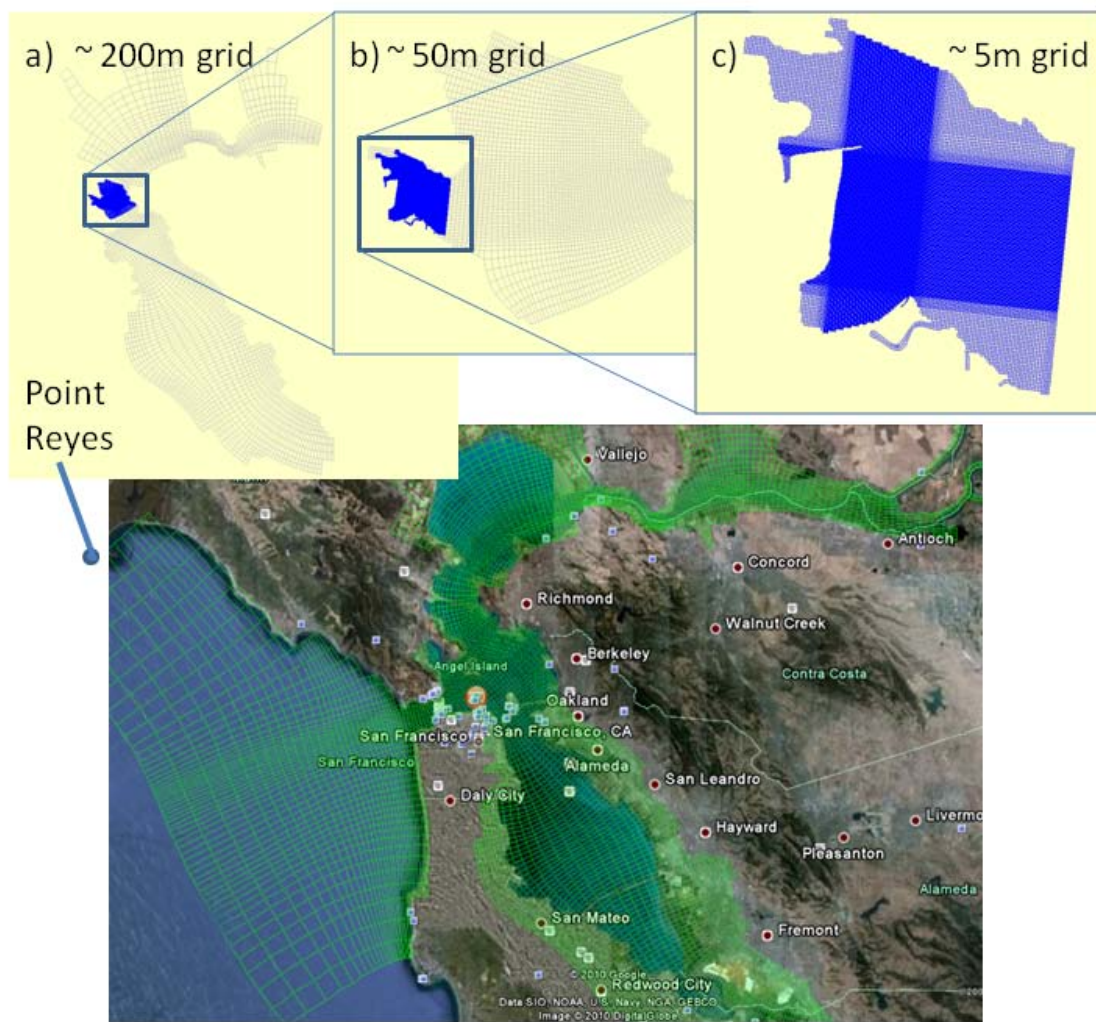 a) ~ 200m grid
b) ~ 50m grid
c) ~ 5m grid
Point
Reyes
Vallejo
Antioch
Concord
Richmond
Walnut Creek
Berkeley
Angel Island
Contra Costa
Oakland
San Francisco
San Francisco, CA
San Francisco
Alameda
San Leandro
Daly City
Hayward
Livermo
Pleasanton
Alameda
San Mateo
Fremont
© 2010 Google
Redwood City
Data SIO, NOAA, U.S. Navy, NGA, GEBCO
Image © 2010 DigitalGlobe